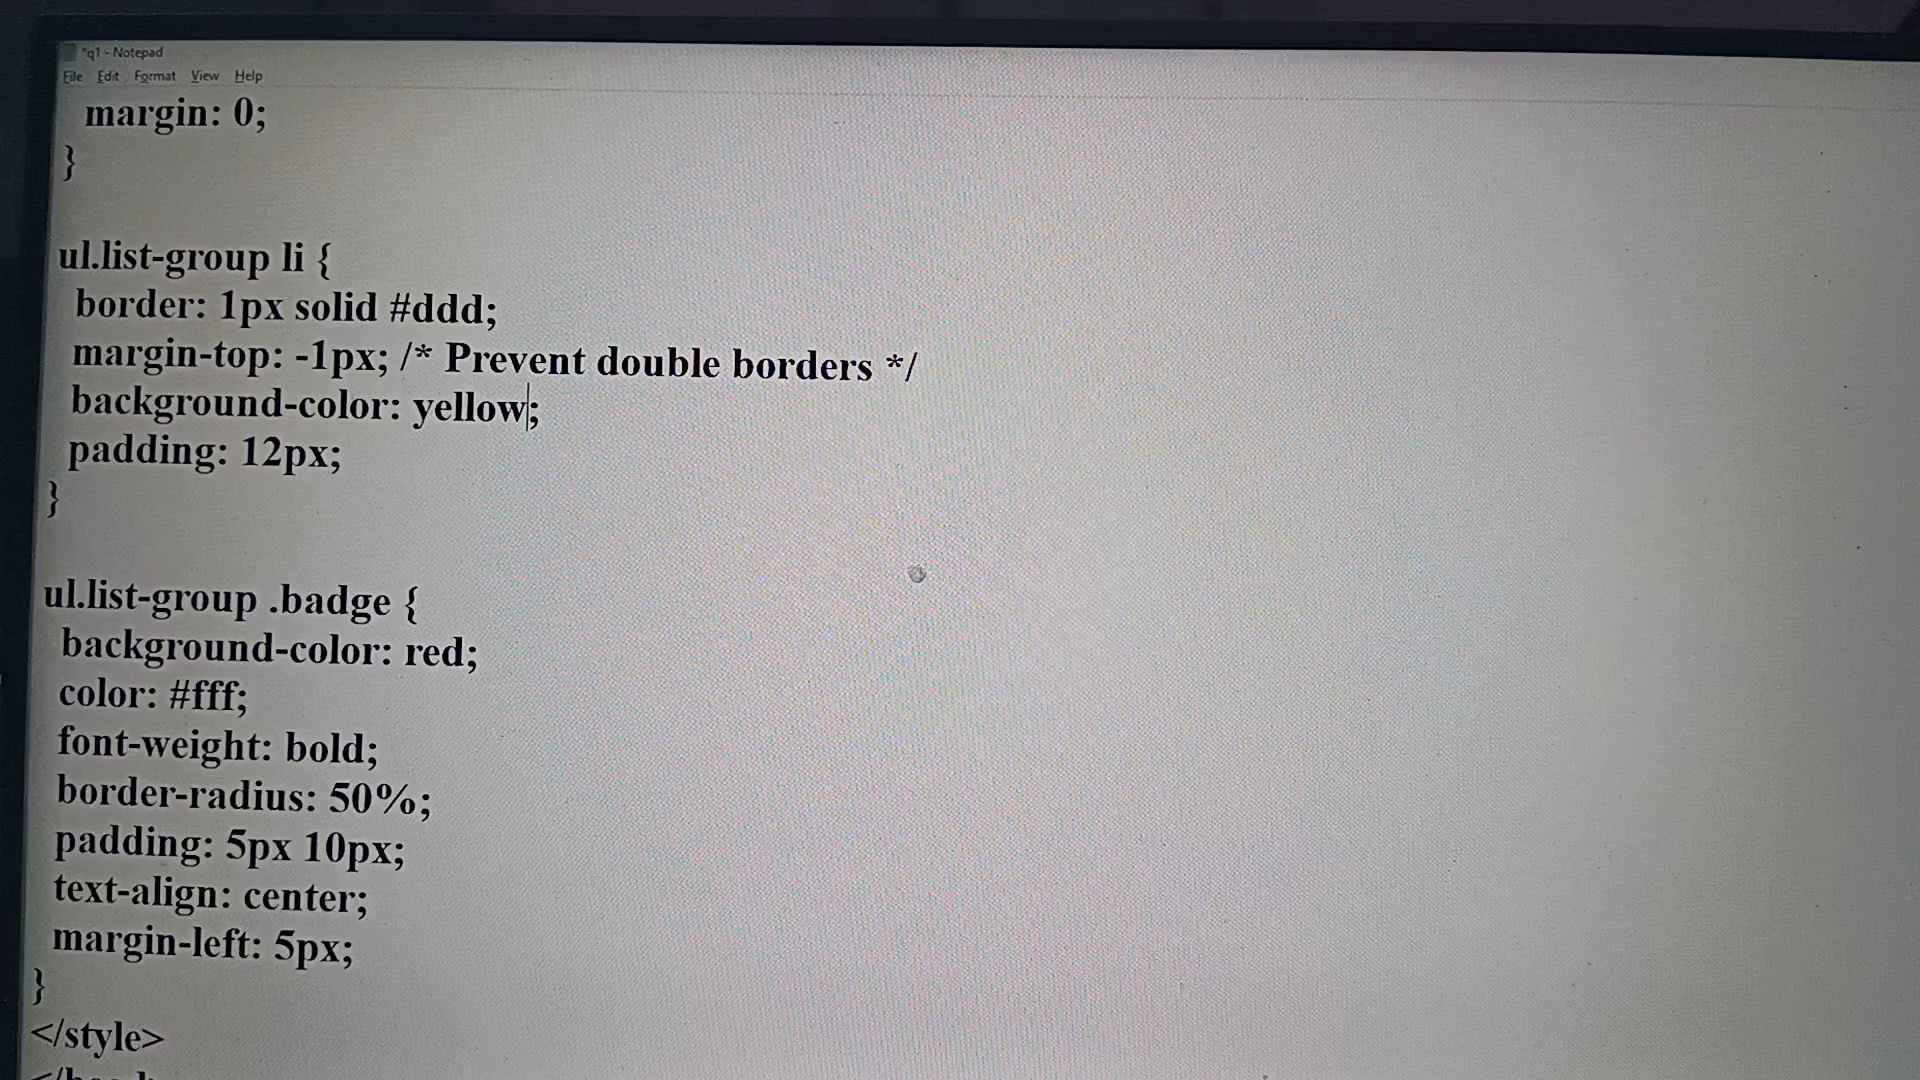 *q1 - Notepad
File Edit Format View Help
margin: 0;
}
ul.list-group li {
border: 1px solid #ddd;
margin-top: -1px; /* Prevent double borders */
background-color: yellow;
padding: 12px;
}
ul.list-group .badge {
background-color: red;
color: #fff;
font-weight: bold;
border-radius: 50%;
padding: 5px 10px;
text-align: center;
margin-left: 5px;
}
</style>